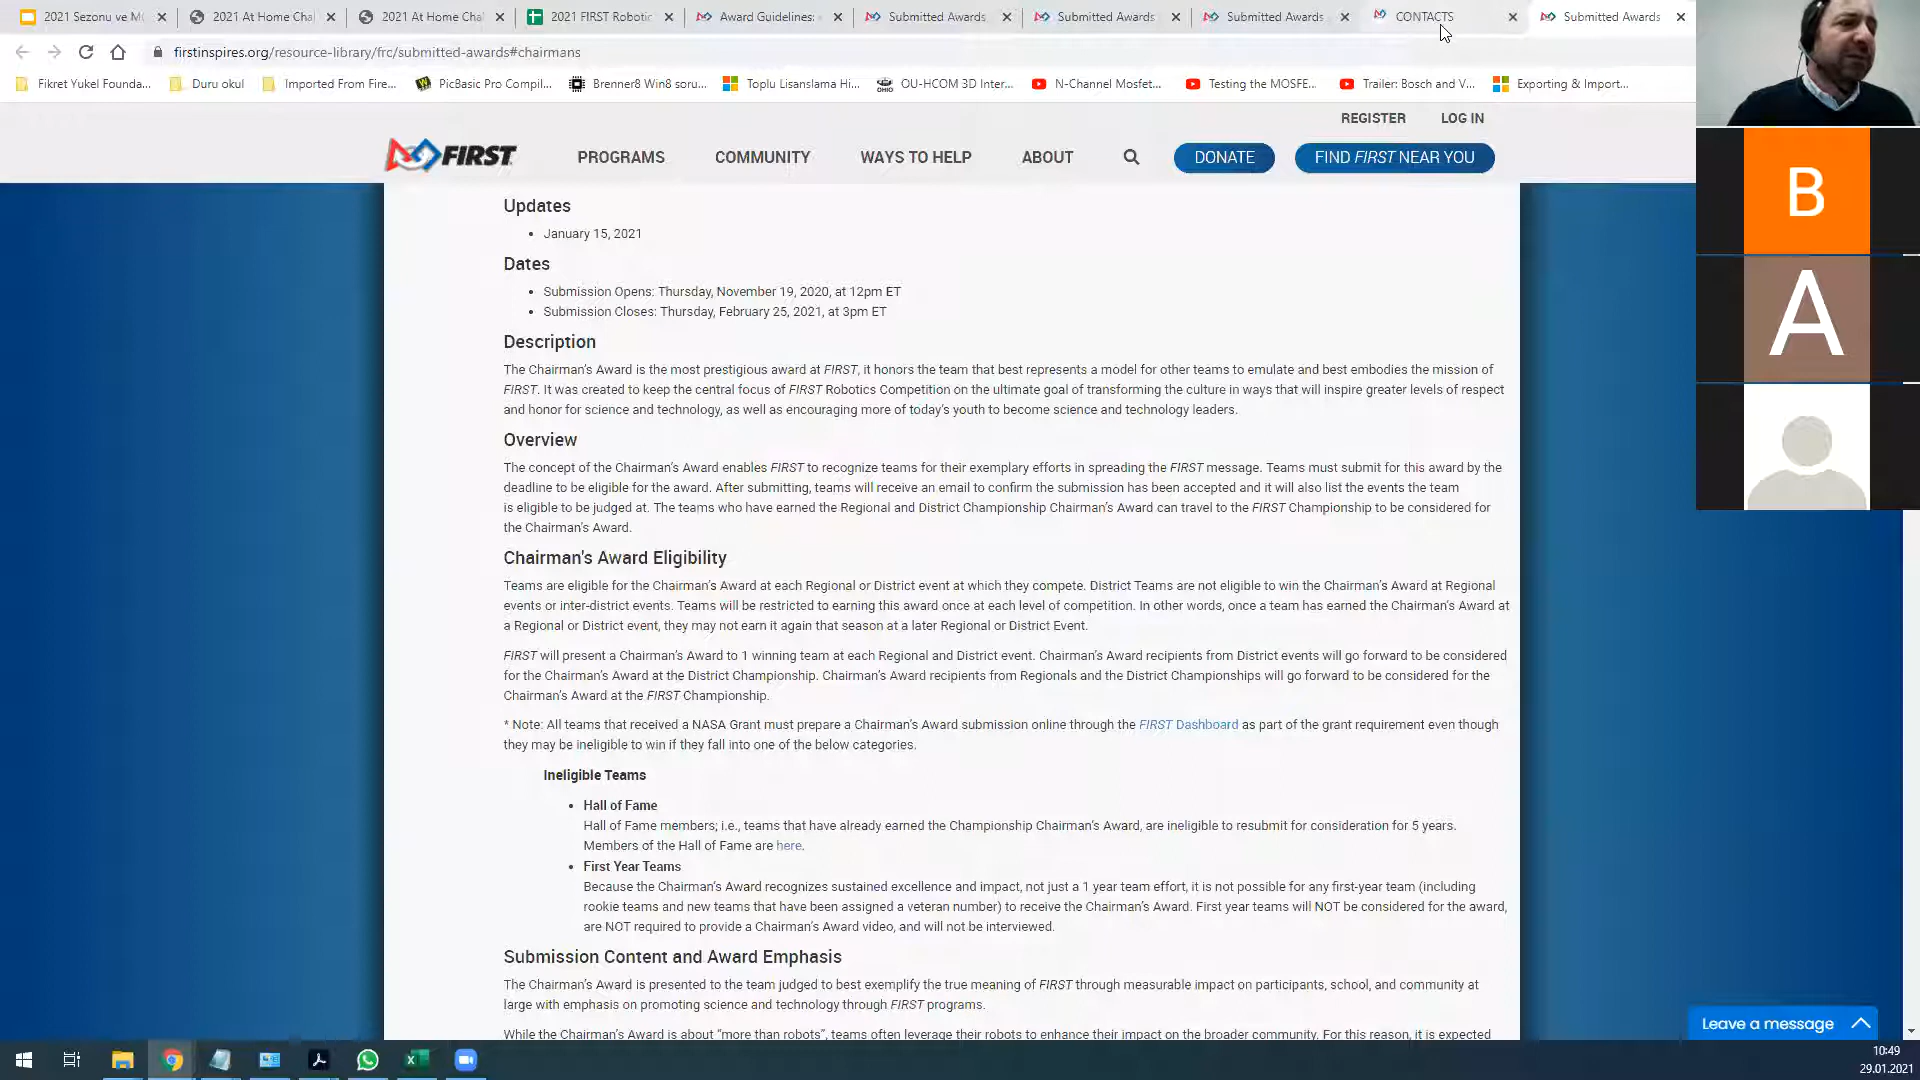 2021 Sezonu ve M
2021 At Home Cha
2021 At Home Cha
2021 FIRST Roboti
Award Guidelines:
Submitted Awards
Submitted Awards
Submitted Awards
CONTACTS
Submitted Awards
firstinspires.org/resource-library/frc/submitted-awards#chairmans
Fikret Yukel Founda...
Duru okul
Imported From Fire...
PicBasic Pro Compil...
Brenner8 Win8 soru...
Toplu Lisanslama Hi...
OU-HCOM 3D Inter...
N-Channel Mosfet...
Testing the MOSFE...
Trailer: Bosch and V...
Exporting & Import...
REGISTER
LOG IN
FIRST
PROGRAMS
COMMUNITY
WAYS TO HELP
ABOUT
DONATE
FIND FIRST NEAR YOU
B
A
Updates
• January 15, 2021
Dates
• Submission Opens: Thursday, November 19, 2020, at 12pm ET
• Submission Closes: Thursday, February 25, 2021, at 3pm ET
Description
The Chairman's Award is the most prestigious award at FIRST, it honors the team that best represents a model for other teams to emulate and best embodies the mission of
FIRST. It was created to keep the central focus of FIRST Robotics Competition on the ultimate goal of transforming the culture in ways that will inspire greater levels of respect
and honor for science and technology, as well as encouraging more of today's youth to become science and technology leaders.
Overview
The concept of the Chairman's Award enables FIRST to recognize teams for their exemplary efforts in spreading the FIRST message. Teams must submit for this award by the
deadline to be eligible for the award. After submitting, teams will receive an email to confirm the submission has been accepted and it will also list the events the team
is eligible to be judged at. The teams who have earned the Regional and District Championship Chairman's Award can travel to the FIRST Championship to be considered for
the Chairman's Award.
Chairman's Award Eligibility
Teams are eligible for the Chairman's Award at each Regional or District event at which they compete. District Teams are not eligible to win the Chairman's Award at Regional
events or inter-district events. Teams will be restricted to earning this award once at each level of competition. In other words, once a team has earned the Chairman's Award at
a Regional or District event, they may not earn it again that season at a later Regional or District Event.
FIRST will present a Chairman's Award to 1 winning team at each Regional and District event. Chairman's Award recipients from District events will go forward to be considered
for the Chairman's Award at the District Championship. Chairman's Award recipients from Regionals and the District Championships will go forward to be considered for the
Chairman's Award at the FIRST Championship.
* Note: All teams that received a NASA Grant must prepare a Chairman's Award submission online through the FIRST Dashboard as part of the grant requirement even though
they may be ineligible to win if they fall into one of the below categories.
Ineligible Teams
• Hall of Fame
Hall of Fame members; i.e., teams that have already earned the Championship Chairman's Award, are ineligible to resubmit for consideration for 5 years.
Members of the Hall of Fame are here.
• First Year Teams
Because the Chairman's Award recognizes sustained excellence and impact, not just a 1 year team effort, it is not possible for any first-year team (including
rookie teams and new teams that have been assigned a veteran number) to receive the Chairman's Award. First year teams will NOT be considered for the award,
are NOT required to provide a Chairman's Award video, and will not be interviewed.
Submission Content and Award Emphasis
The Chairman's Award is presented to the team judged to best exemplify the true meaning of FIRST through measurable impact on participants, school, and community at
large with emphasis on promoting science and technology through FIRST programs.
While the Chairman's Award is about "more than robots", teams often leverage their robots to enhance their impact on the broader community. For this reason, it is expected
Leave a message
10:49
29.01.2021